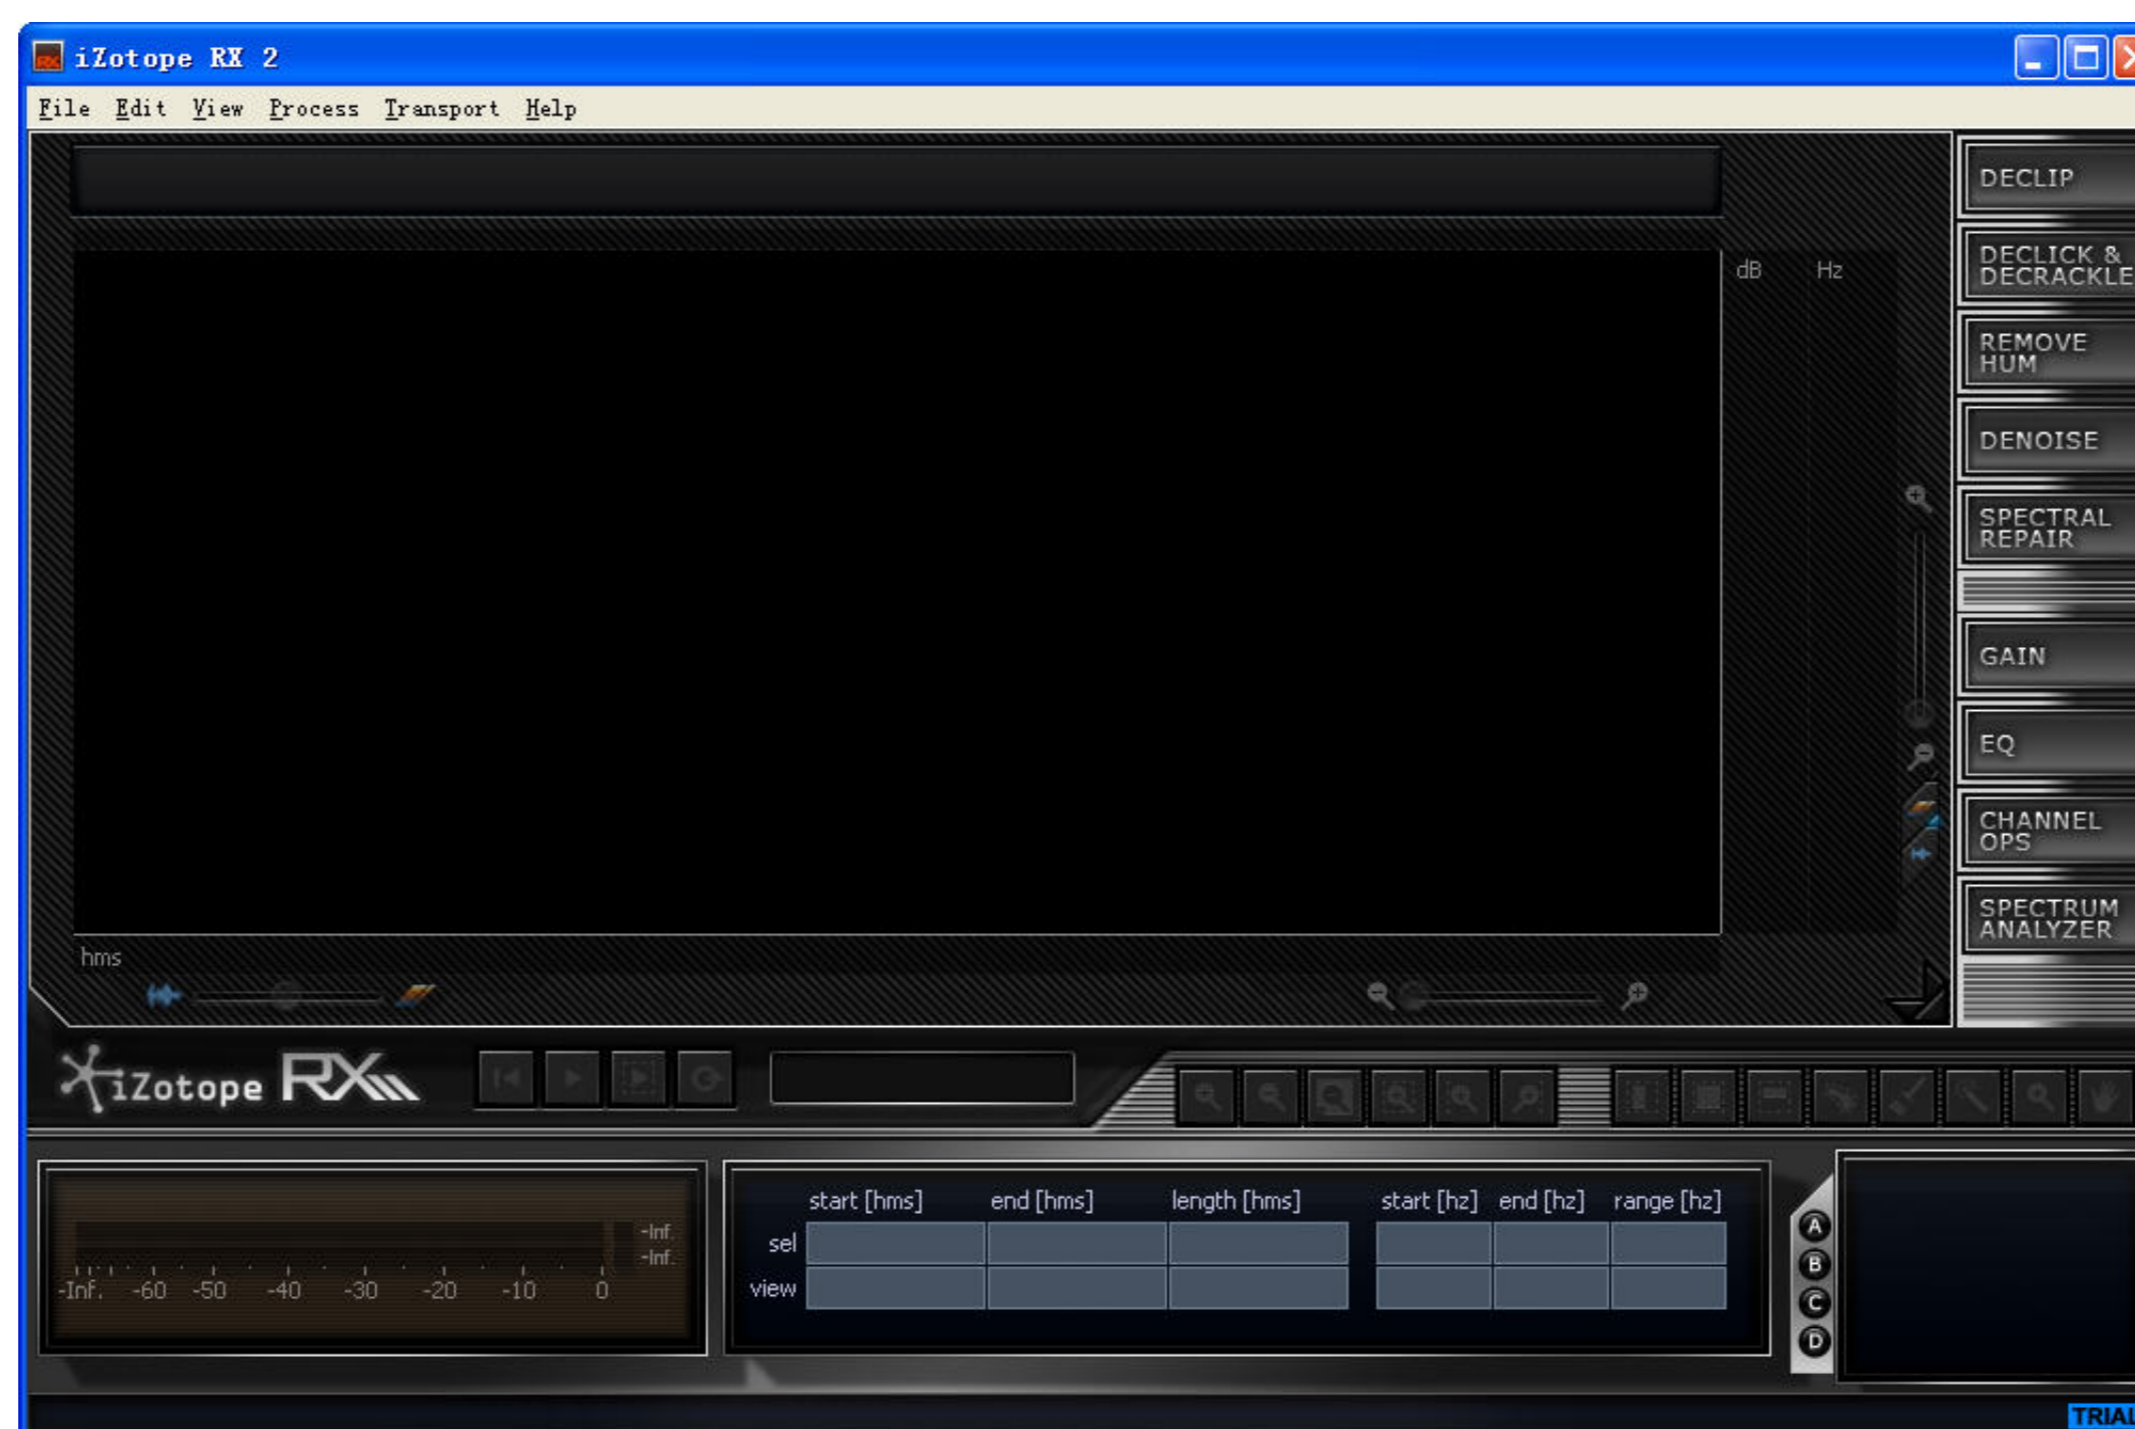 iZotope RX 2
File Edit View Process Transport Help
DECLIP
DECLICK &
DECRACKLE
dB Hz
REMOVE
HUM
DENOISE
SPECTRAL
REPAIR
GAIN
EQ
CHANNEL
OPS
SPECTRUM
ANALYZER
hms
iZotope RX
start [hms] end [hms] length [hms] start [hz] end [hz] range [hz]
sel
view
-Inf.
-Inf.
-Inf. -60 -50 -40 -30 -20 -10 0
A
B
C
D
TRIAL